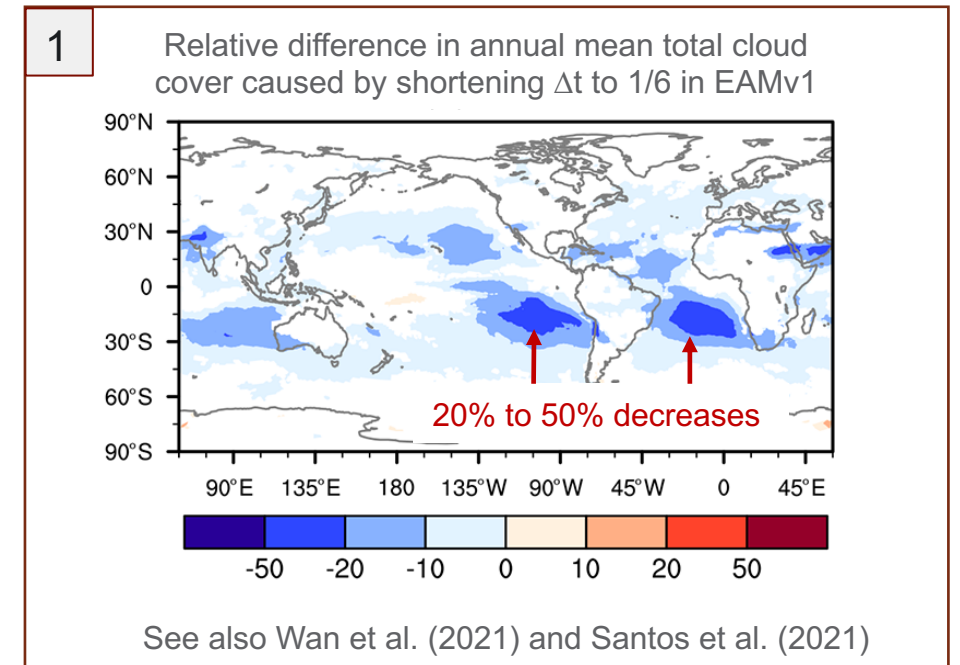 1
Relative difference in annual mean total cloud
cover caused by shortening Δt to 1/6 in EAMv1
90°N
60°N
30°N
0
30°S
60°S
90°S
20% to 50% decreases
90°E 135°E 180 135°W 90°W 45°W 0 45°E
-50 -20 -10 0 10 20 50
See also Wan et al. (2021) and Santos et al. (2021)